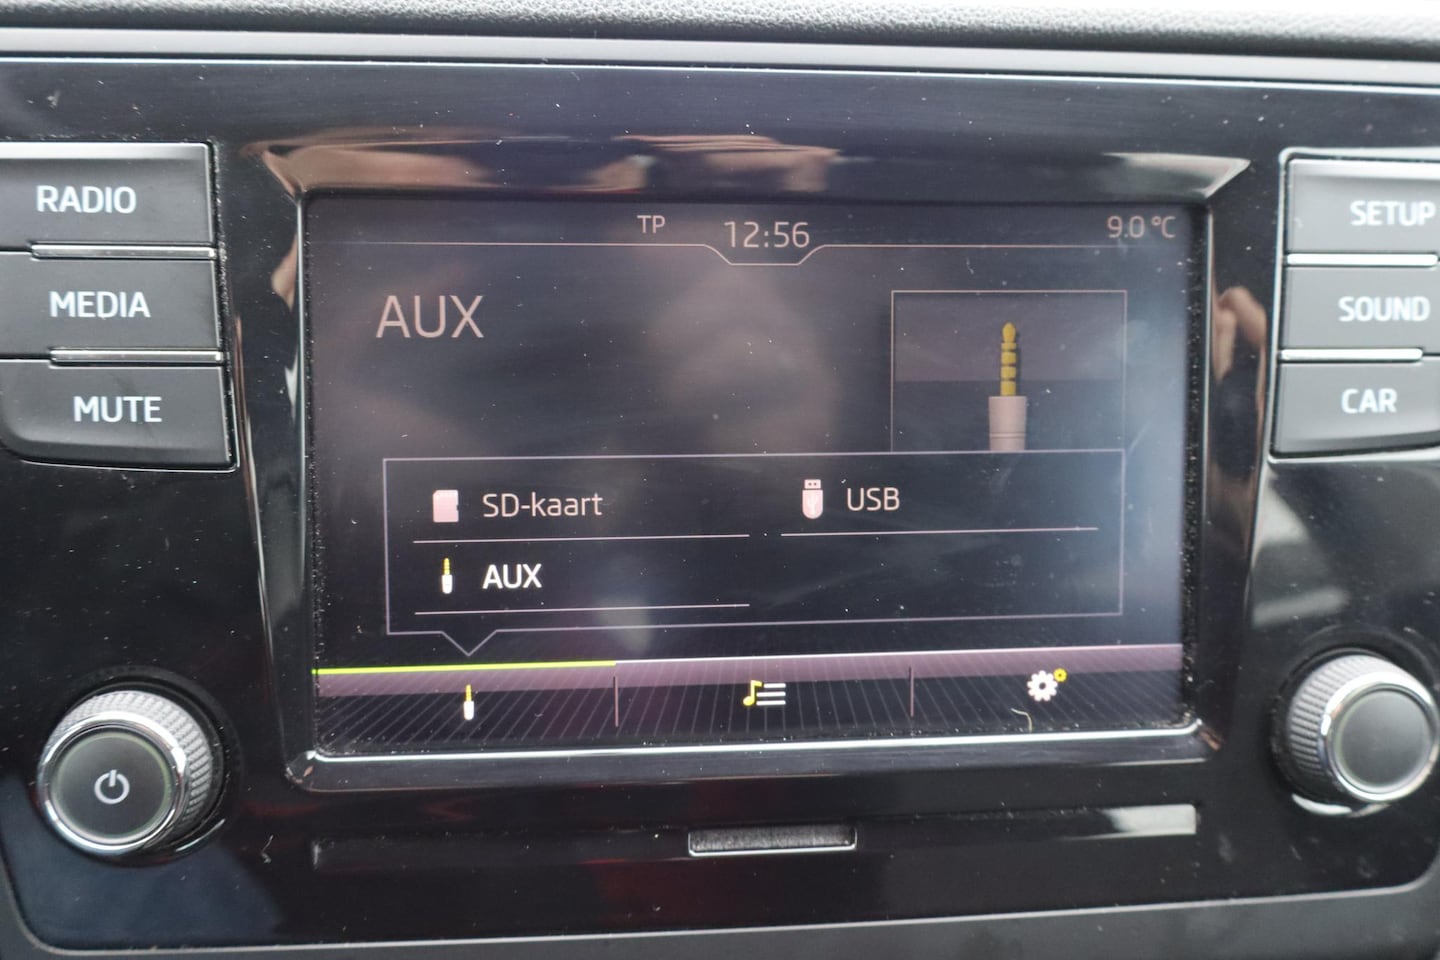 RADIO
MEDIA
MUTE
TP 12:56 9.0 °C
AUX
SD-kaart USB
AUX
SETUP
SOUND
CAR